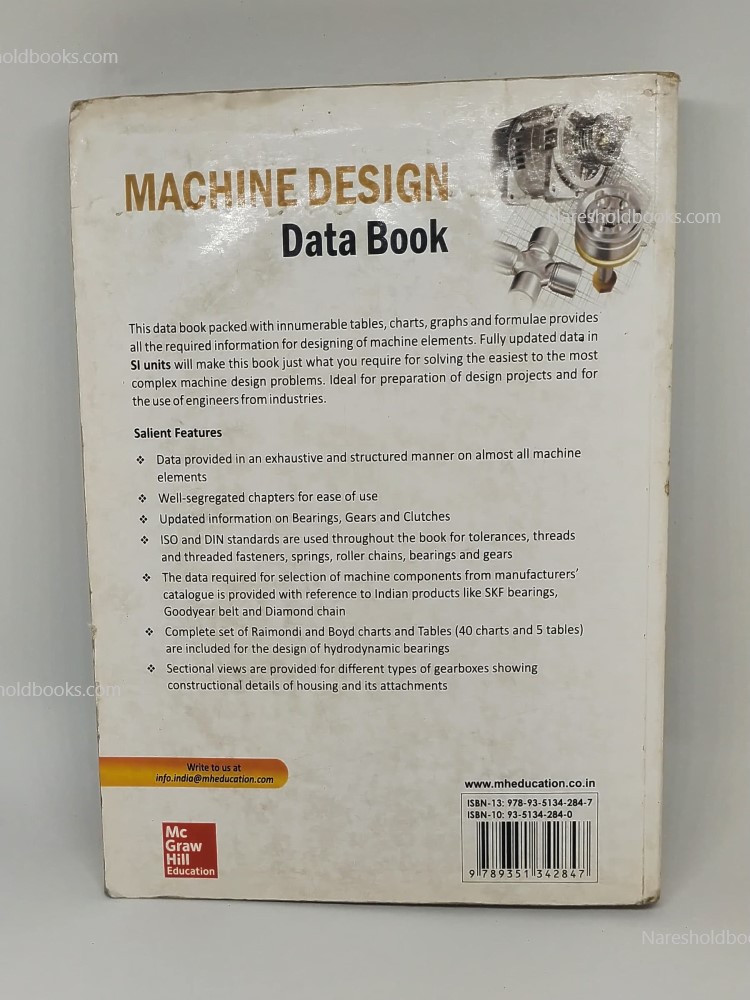 esholdbooks.com
MACHINE DESIGN
Naresholdbooks.com
Data Book
This data book packed with innumerable tables, charts, graphs and formulae provides
all the required information for designing of machine elements. Fully updated data in
SI units will make this book just what you require for solving the easiest to the most
complex machine design problems. Ideal for preparation of design projects and for
the use of engineers from industries.
Salient Features
❖ Data provided in an exhaustive and structured manner on almost all machine
elements
❖ Well-segregated chapters for ease of use
❖ Updated information on Bearings, Gears and Clutches
❖ ISO and DIN standards are used throughout the book for tolerances, threads
and threaded fasteners, springs, roller chains, bearings and gears
❖ The data required for selection of machine components from manufacturers'
catalogue is provided with reference to Indian products like SKF bearings,
Goodyear belt and Diamond chain
❖ Complete set of Raimondi and Boyd charts and Tables (40 charts and 5 tables)
are included for the design of hydrodynamic bearings
❖ Sectional views are provided for different types of gearboxes showing
constructional details of housing and its attachments
esholdbooks.com
Write to us at
info.india@mheducation.com
www.mheducation.co.in
ISBN-13: 978-93-5134-284-7
ISBN-10: 93-5134-284-0
9 789351 342847
Mc
Graw
Hill
Education
Naresholdboo